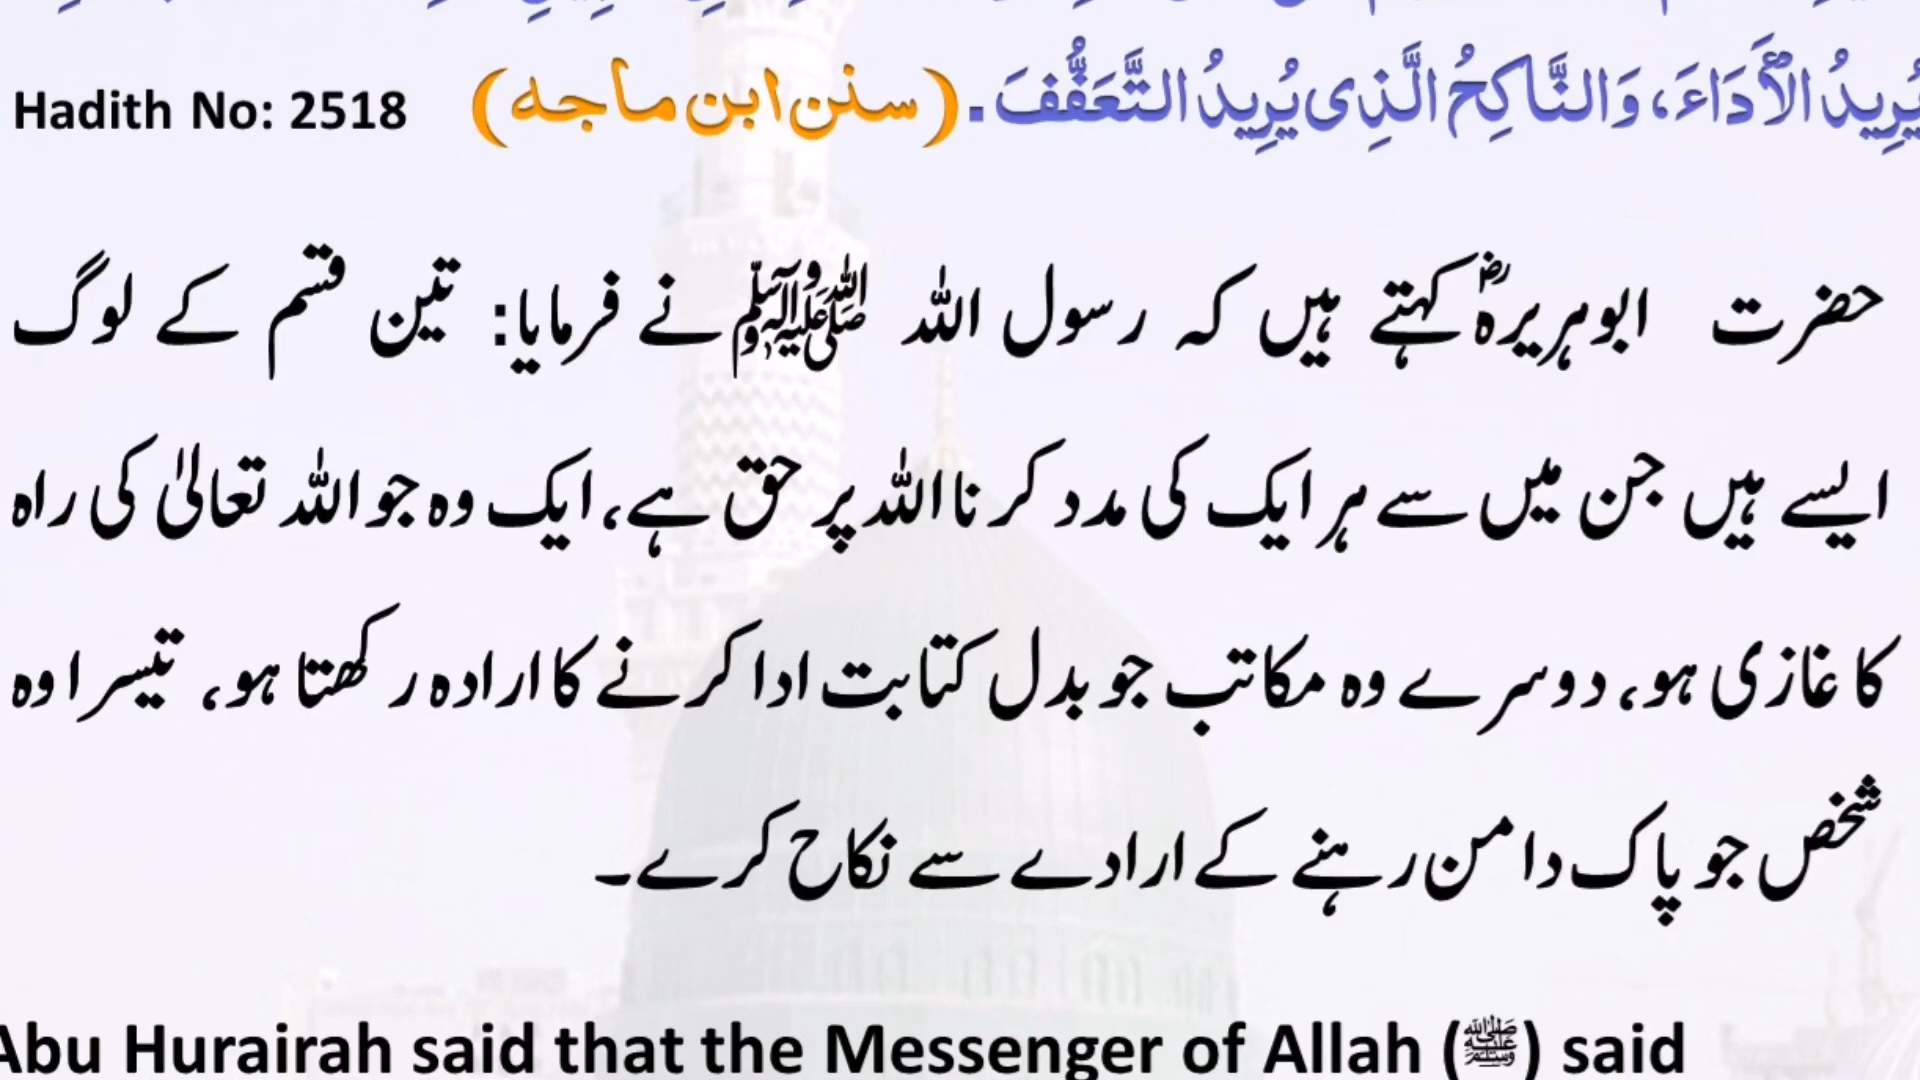 يُرِيدُ الْأَدَاءَ، وَالنَّاكِحُ الَّذِى يُرِيدُ التَّعَفُّفَ. (سنن ابن ماجه) Hadith No: 2518
حضرت ابوہریرہؓ کہتے ہیں کہ رسول اللہ ﷺ نے فرمایا: تین قسم کے لوگ
ایسے ہیں جن میں سے ہر ایک کی مدد کرنا اللہ پر حق ہے، ایک وہ جو اللہ تعالیٰ کی راہ
کا غازی ہو، دوسرے وہ مکاتب جو بدل کتابت ادا کرنے کا ارادہ رکھتا ہو، تیسرا وہ
شخص جو پاک دامن رہنے کے ارادے سے نکاح کرے۔
Abu Hurairah said that the Messenger of Allah (ﷺ) said